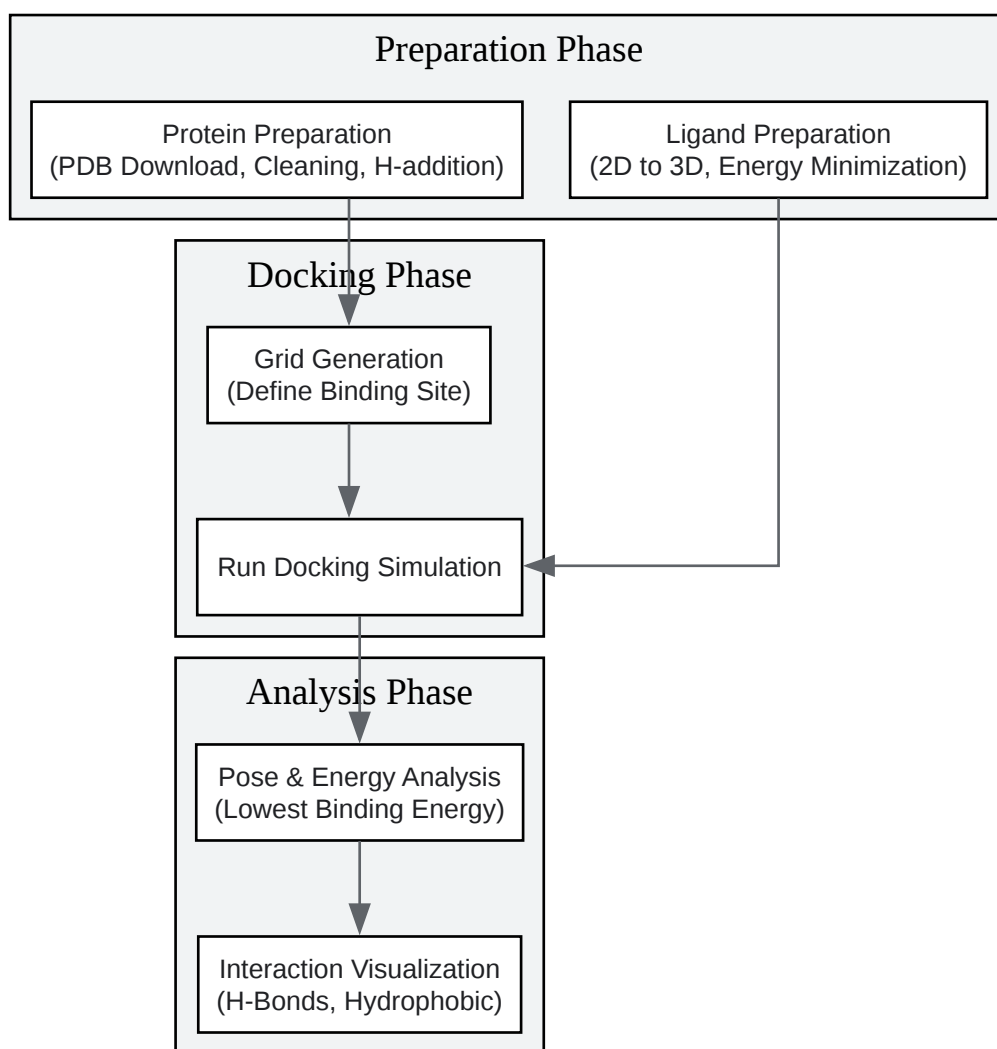 Preparation Phase
Protein Preparation
(PDB Download, Cleaning, H-addition)
Ligand Preparation
(2D to 3D, Energy Minimization)
Docking Phase
Grid Generation
(Define Binding Site)
Run Docking Simulation
Analysis Phase
Pose & Energy Analysis
(Lowest Binding Energy)
Interaction Visualization
(H-Bonds, Hydrophobic)